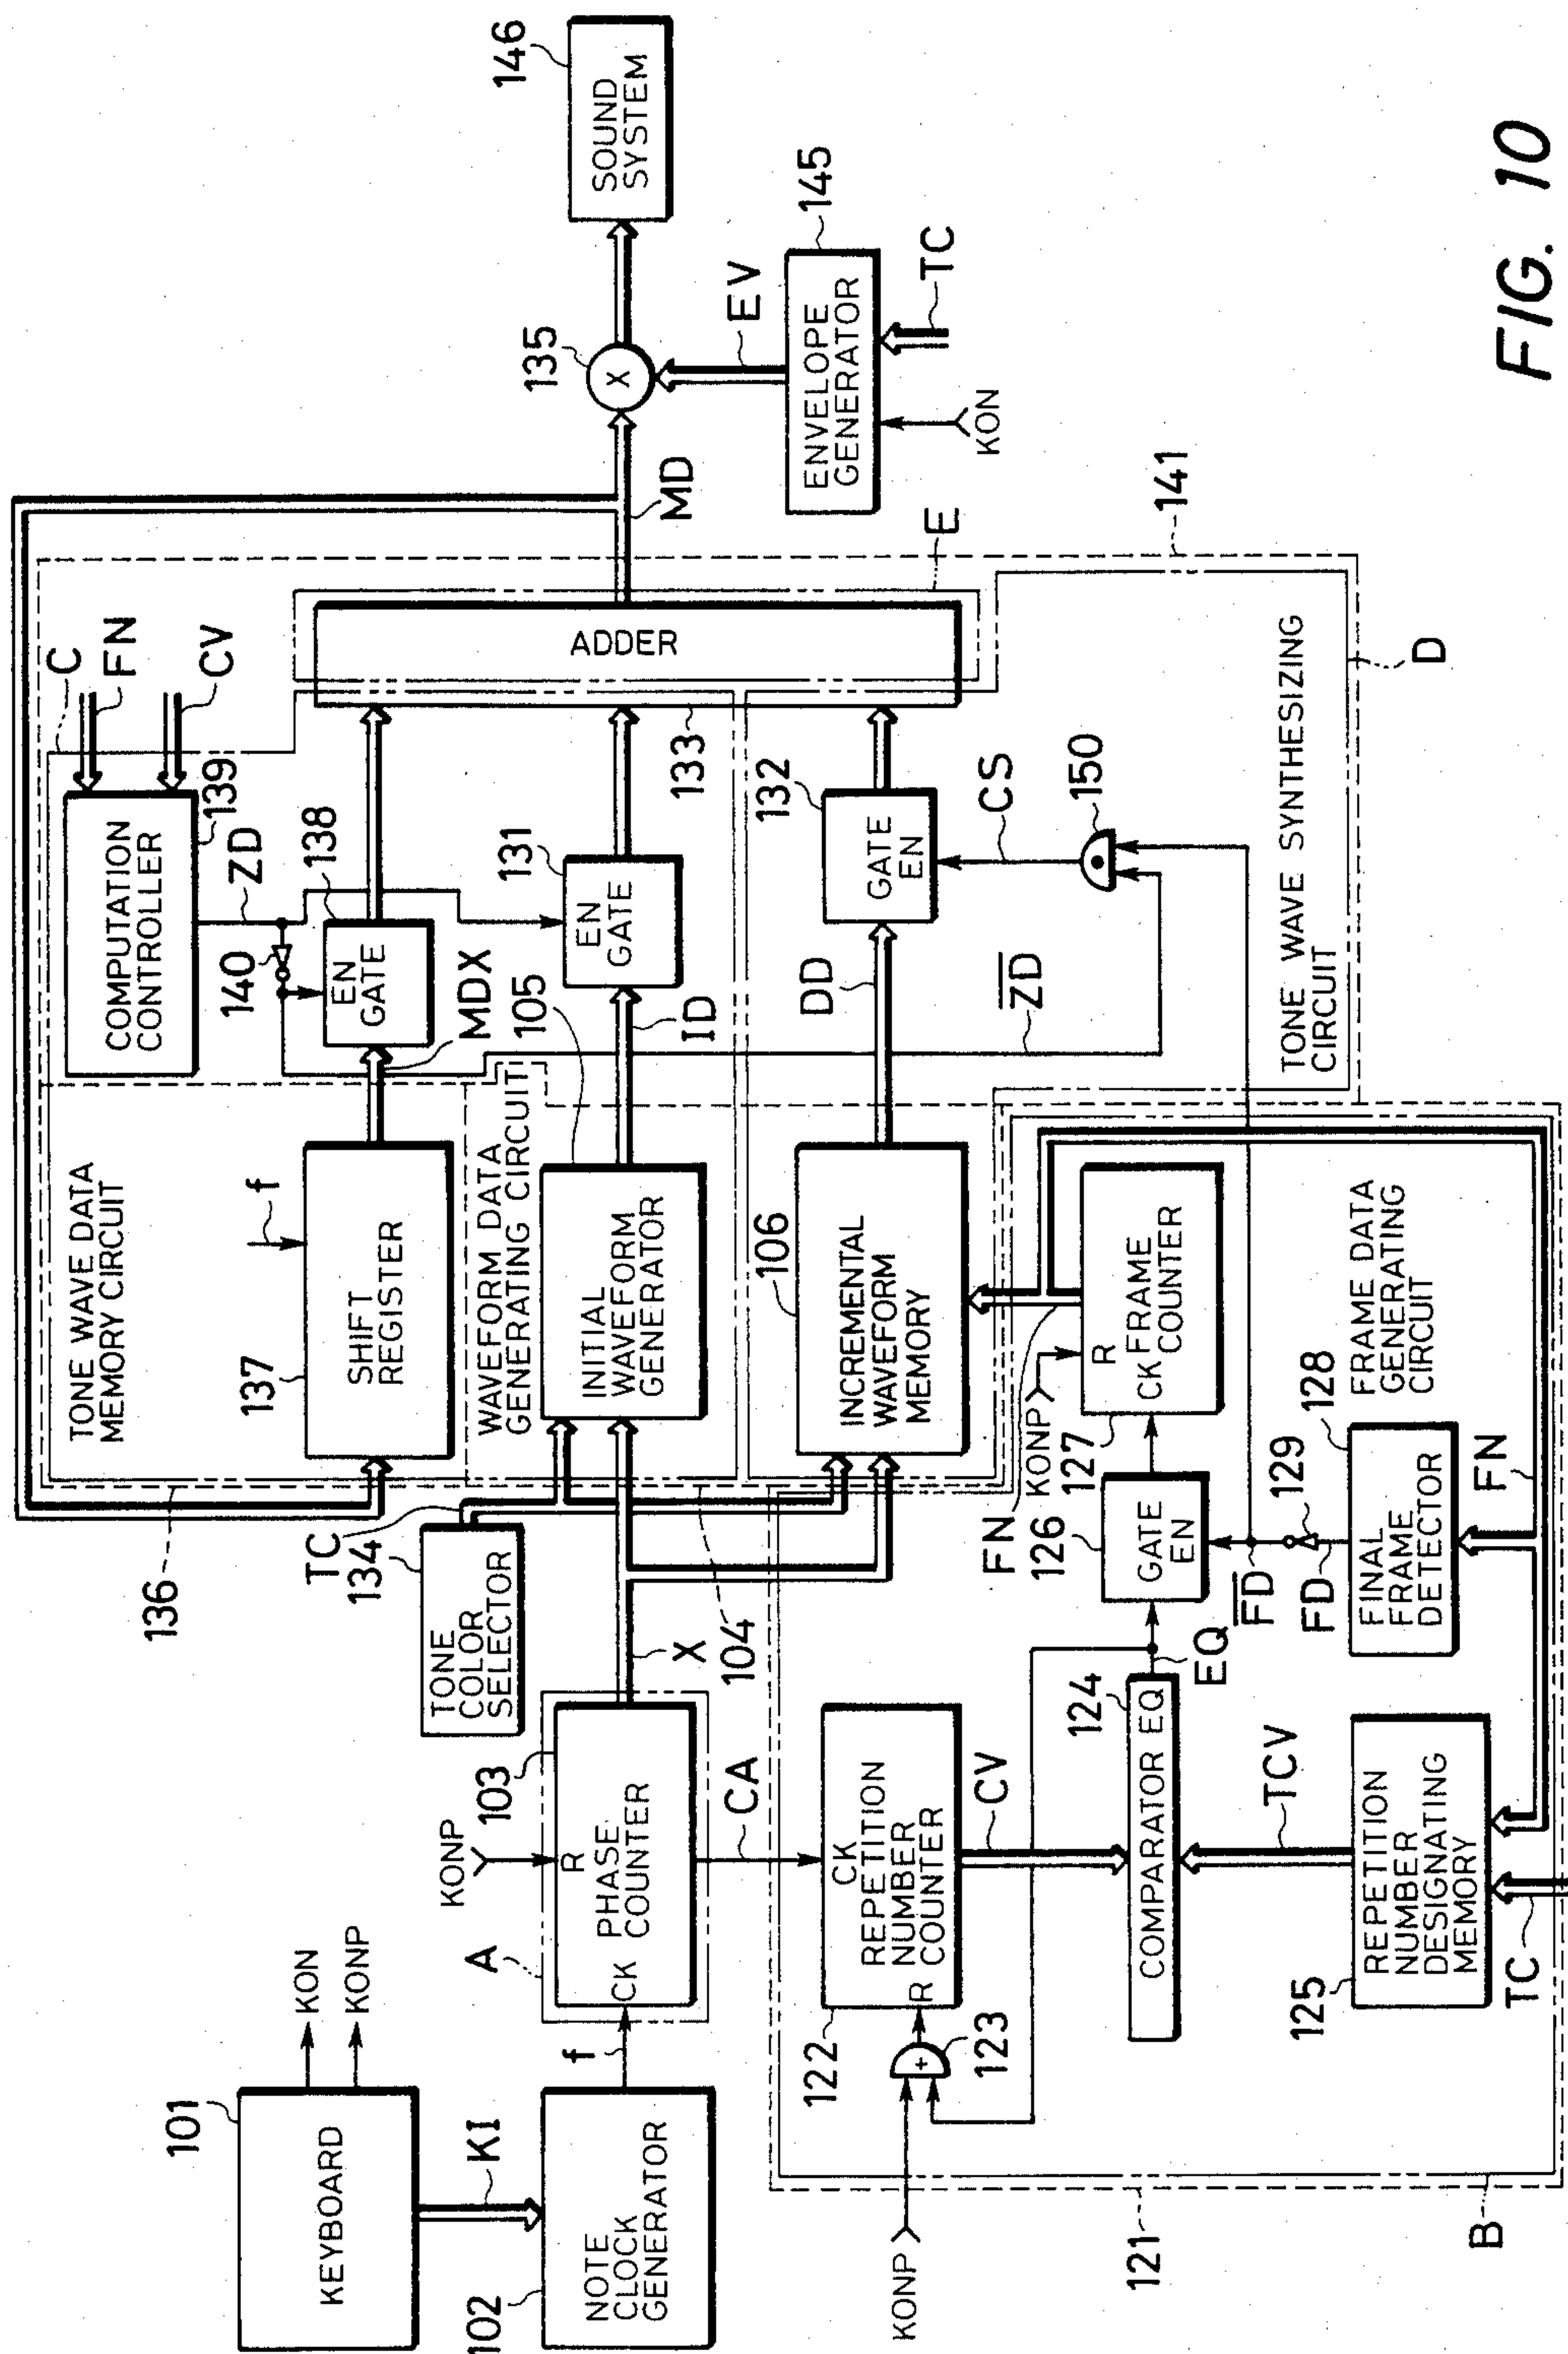 101
KEYBOARD
KON
KONP
KI
102
NOTE
CLOCK
GENERATOR
f
A
KONP
103
R
CK
PHASE
COUNTER
CA
X
TONE
COLOR
SELECTOR
134
TC
136
104
TONE WAVE DATA
MEMORY CIRCUIT
137
f
SHIFT
REGISTER
WAVEFORM DATA
GENERATING CIRCUIT
105
INITIAL
WAVEFORM
GENERATOR
106
INCREMENTAL
WAVEFORM
MEMORY
MDX
ID
DD
COMPUTATION
CONTROLLER
139
C
FN
CV
ZD
140
138
EN
GATE
131
EN
GATE
132
GATE
EN
CS
150
Z̅D̅
133
ADDER
E
MD
141
TONE WAVE SYNTHESIZING
CIRCUIT
D
135
X
EV
ENVELOPE
GENERATOR
145
KON
TC
146
SOUND
SYSTEM
121
B
KONP
123
+
122
R
CK
REPETITION
NUMBER
COUNTER
CV
124
COMPARATOR EQ
EQ
TCV
125
REPETITION
NUMBER
DESIGNATING
MEMORY
TC
126
GATE
EN
F̅D̅
FD
129
128
FINAL
FRAME
DETECTOR
FN
FN
KONP
127
R
CK FRAME
COUNTER
FRAME DATA
GENERATING
CIRCUIT
FIG. 10